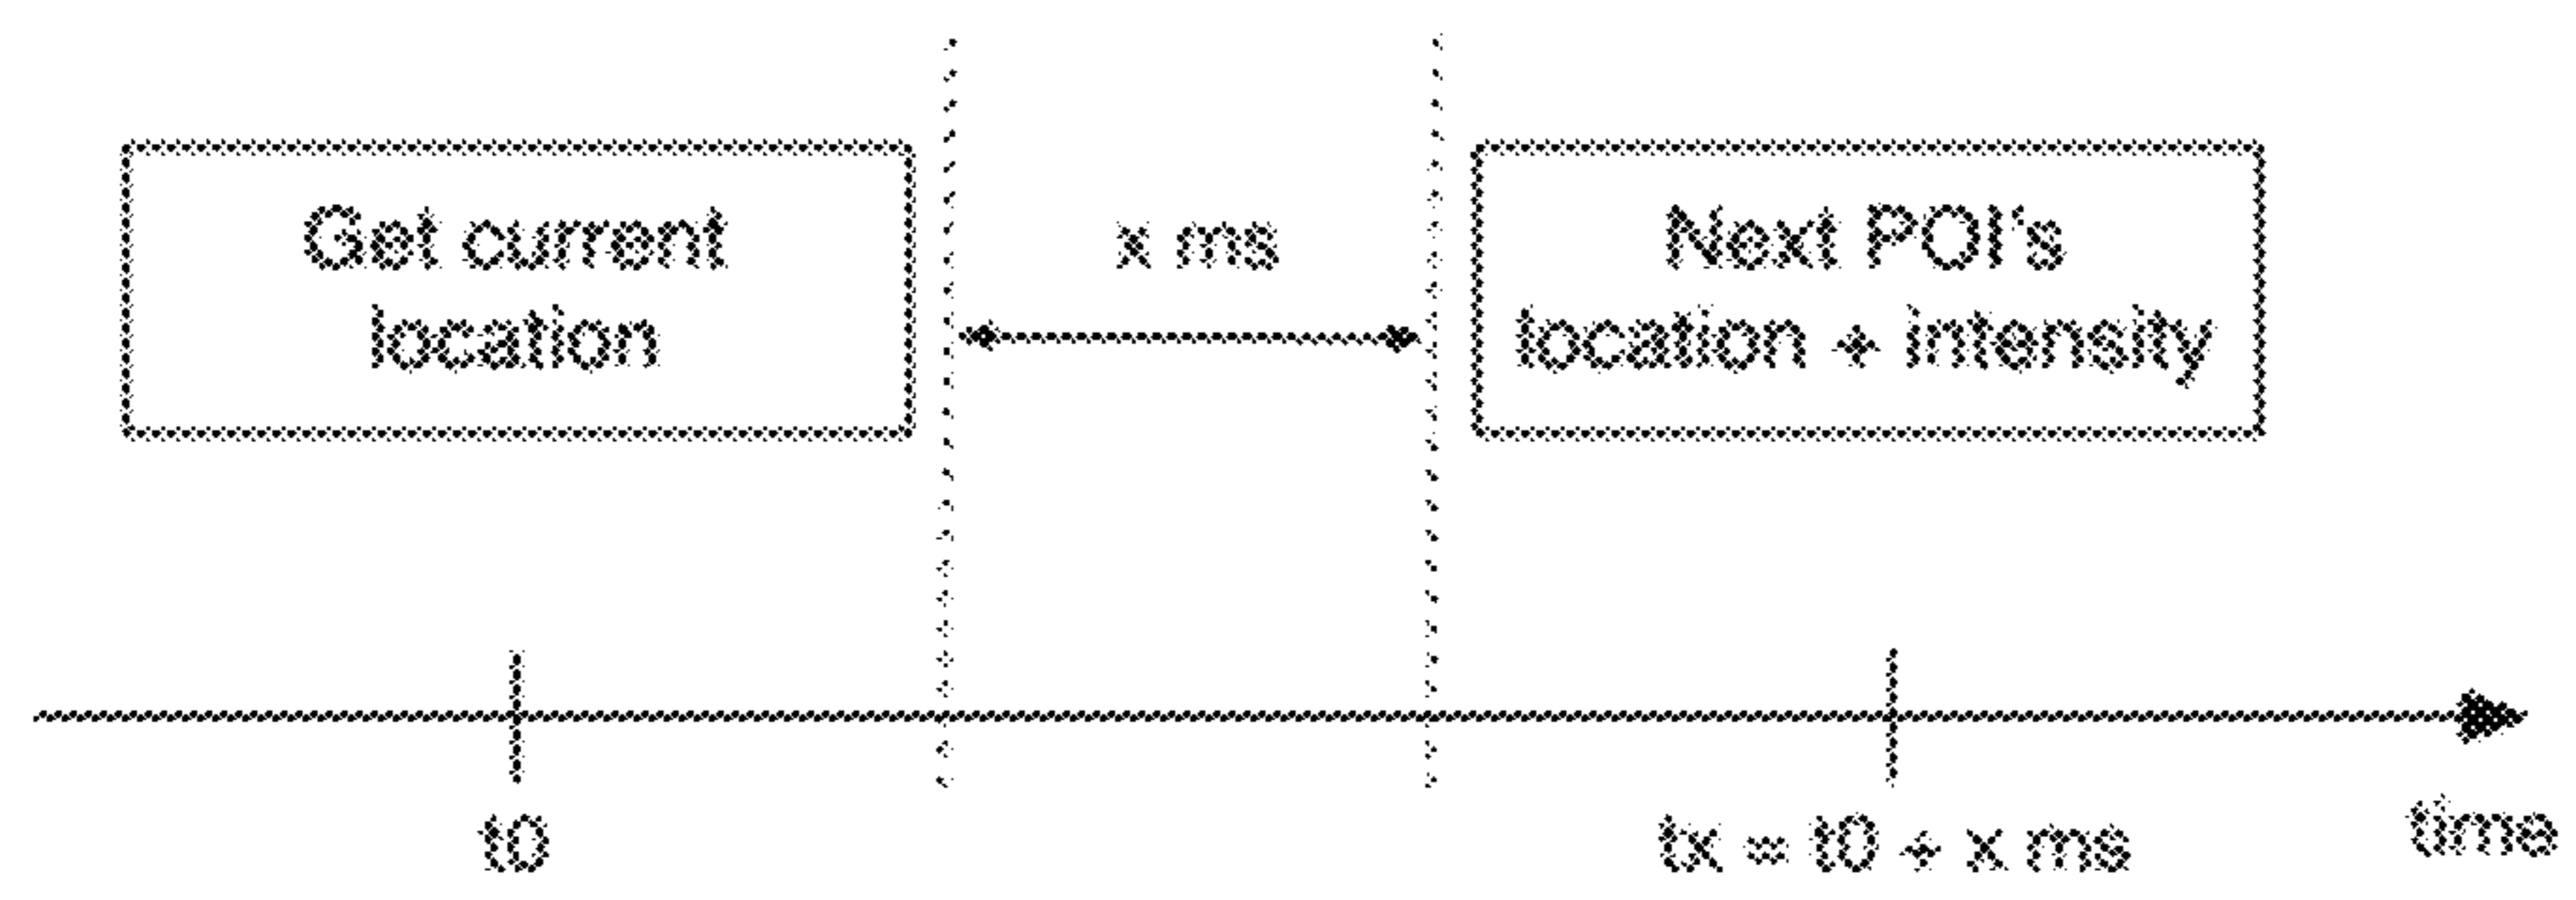 Get current
location
x ms
Next POI's
location + intensity
t0
tx = t0 + x ms
time